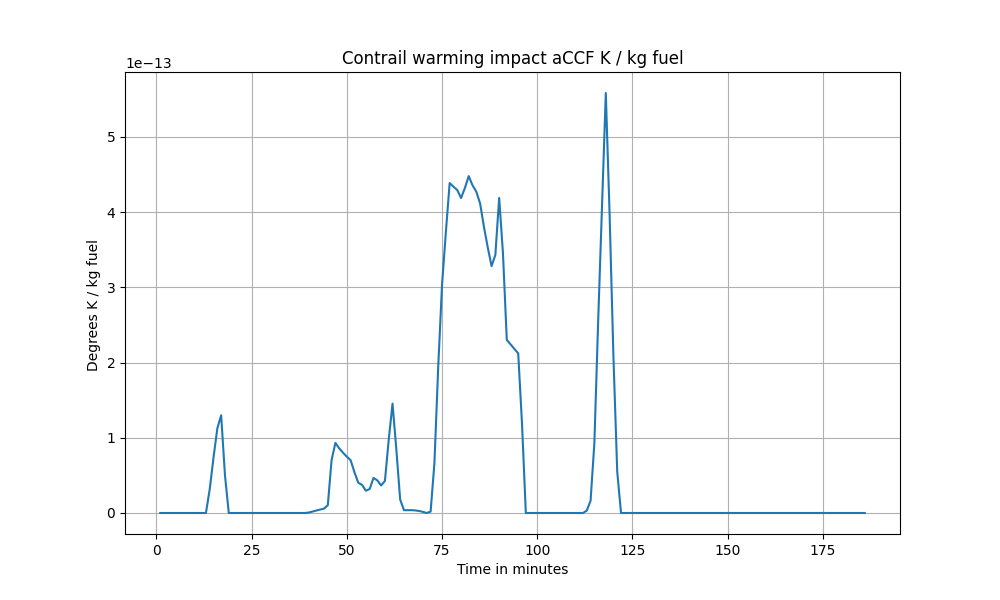 Contrail warming impact aCCF K / kg fuel
1e−13
Degrees K / kg fuel
5
4
3
2
1
0
0 25 50 75 100 125 150 175
Time in minutes